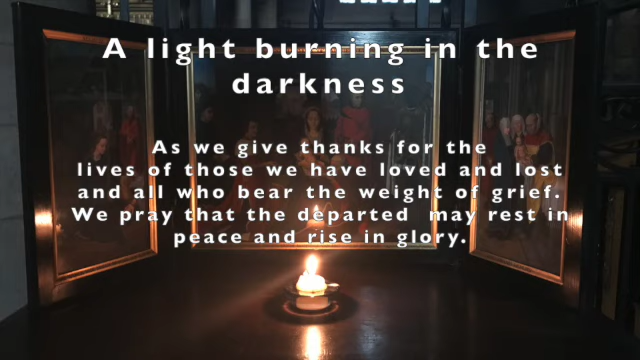 A light burning in the
darkness
As we give thanks for the
lives of those we have loved and lost
and all who bear the weight of grief.
We pray that the departed may rest in
peace and rise in glory.